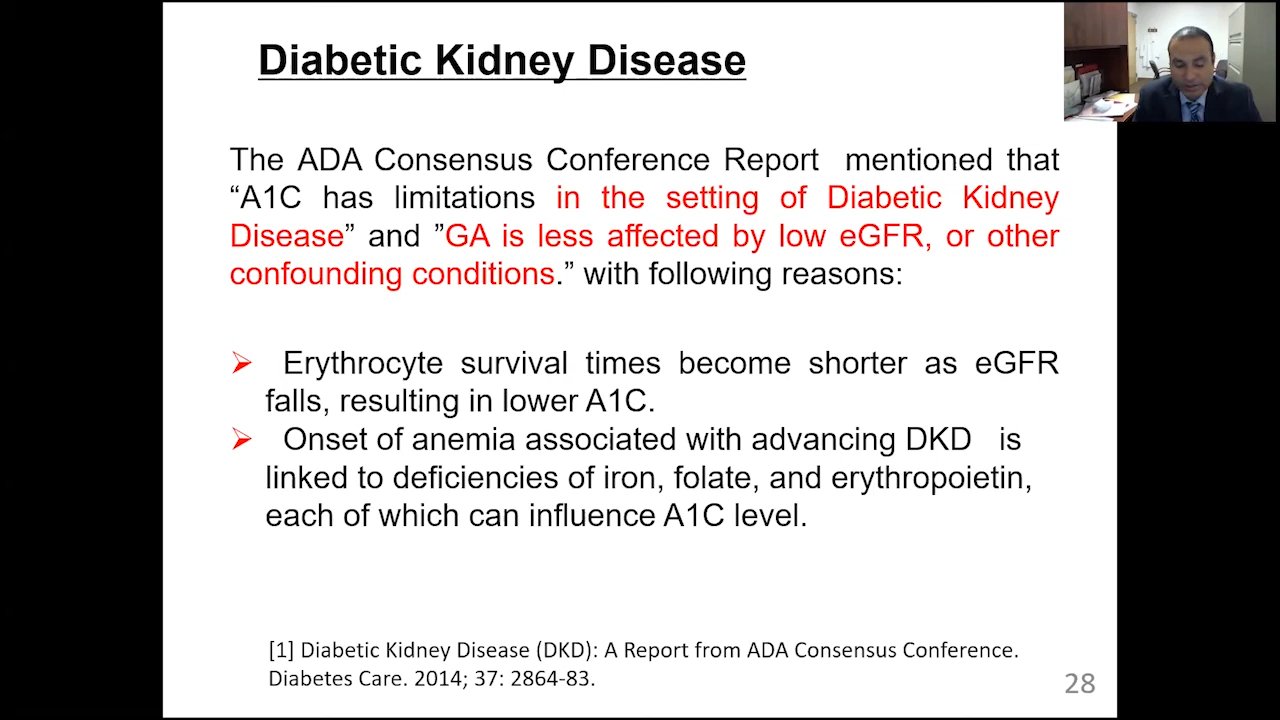 Diabetic Kidney Disease
The ADA Consensus Conference Report mentioned that
“A1C has limitations in the setting of Diabetic Kidney
Disease” and ”GA is less affected by low eGFR, or other
confounding conditions.” with following reasons:
➢ Erythrocyte survival times become shorter as eGFR
falls, resulting in lower A1C.
➢ Onset of anemia associated with advancing DKD is
linked to deficiencies of iron, folate, and erythropoietin,
each of which can influence A1C level.
[1] Diabetic Kidney Disease (DKD): A Report from ADA Consensus Conference.
Diabetes Care. 2014; 37: 2864-83.
28